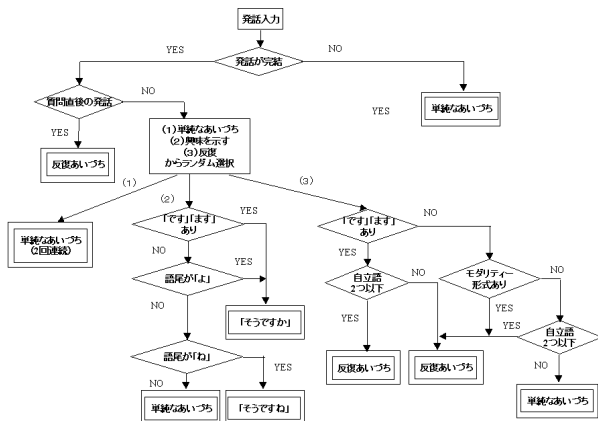 発話入力
YES
NO
発話が完結
質問直後の発話
NO
YES
YES
単純なあいづち
反復あいづち
(1)単純なあいづち
(2)興味を示す
(3)反復
からランダム選択
(1)
(2)
(3)
単純なあいづち
(2回連続)
「です」「ます」
あり
YES
NO
「です」「ます」
あり
NO
YES
語尾が「よ」
YES
NO
自立語
2つ以下
NO
YES
モダリティー
形式あり
NO
YES
YES
「そうですか」
自立語
2つ以下
NO
語尾が「ね」
YES
NO
反復あいづち
反復あいづち
単純なあいづち
「そうですね」
単純なあいづち